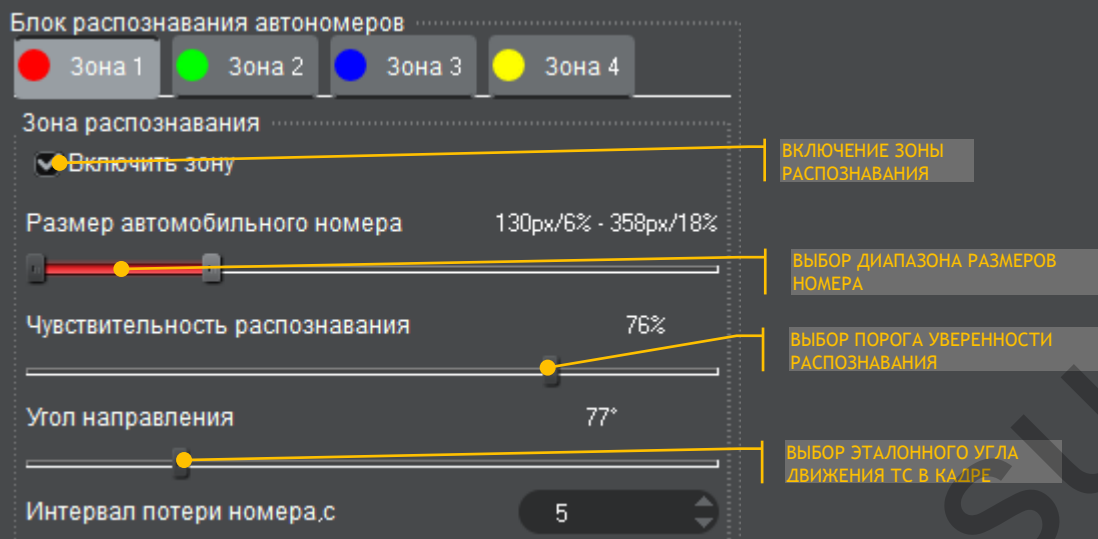 Блок распознавания автономеров
Зона 1 Зона 2 Зона 3 Зона 4
Зона распознавания
Включить зону
ВКЛЮЧЕНИЕ ЗОНЫ
РАСПОЗНАВАНИЯ
Размер автомобильного номера 130px/6% - 358px/18%
ВЫБОР ДИАПАЗОНА РАЗМЕРОВ
НОМЕРА
Чувствительность распознавания 76%
ВЫБОР ПОРОГА УВЕРЕННОСТИ
РАСПОЗНАВАНИЯ
Угол направления 77°
ВЫБОР ЭТАЛОННОГО УГЛА
ДВИЖЕНИЯ ТС В КАДРЕ
Интервал потери номера,с 5